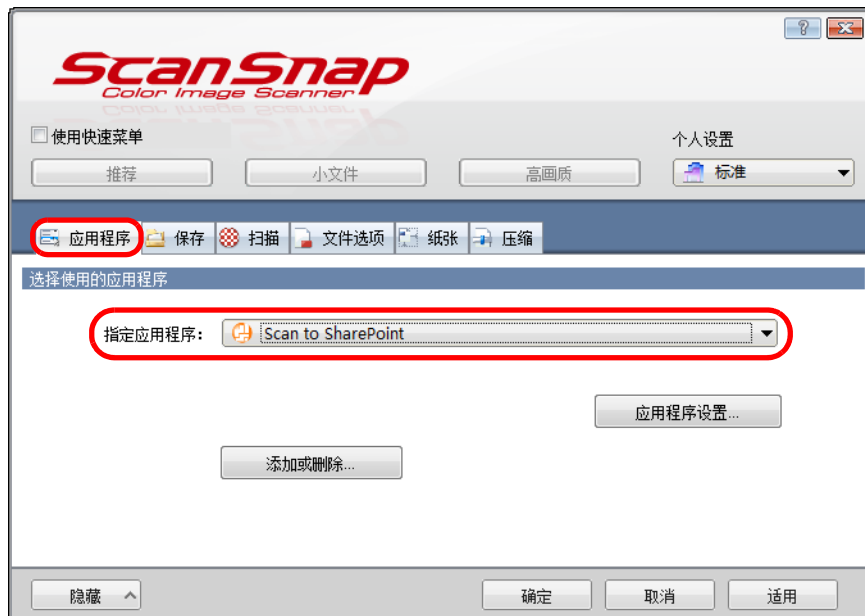 ScanSnap
Color Image Scanner
使用快速菜单
个人设置
推荐 小文件 高画质 标准
应用程序 保存 扫描 文件选项 纸张 压缩
选择使用的应用程序
指定应用程序: Scan to SharePoint
应用程序设置...
添加或删除...
隐藏 确定 取消 适用